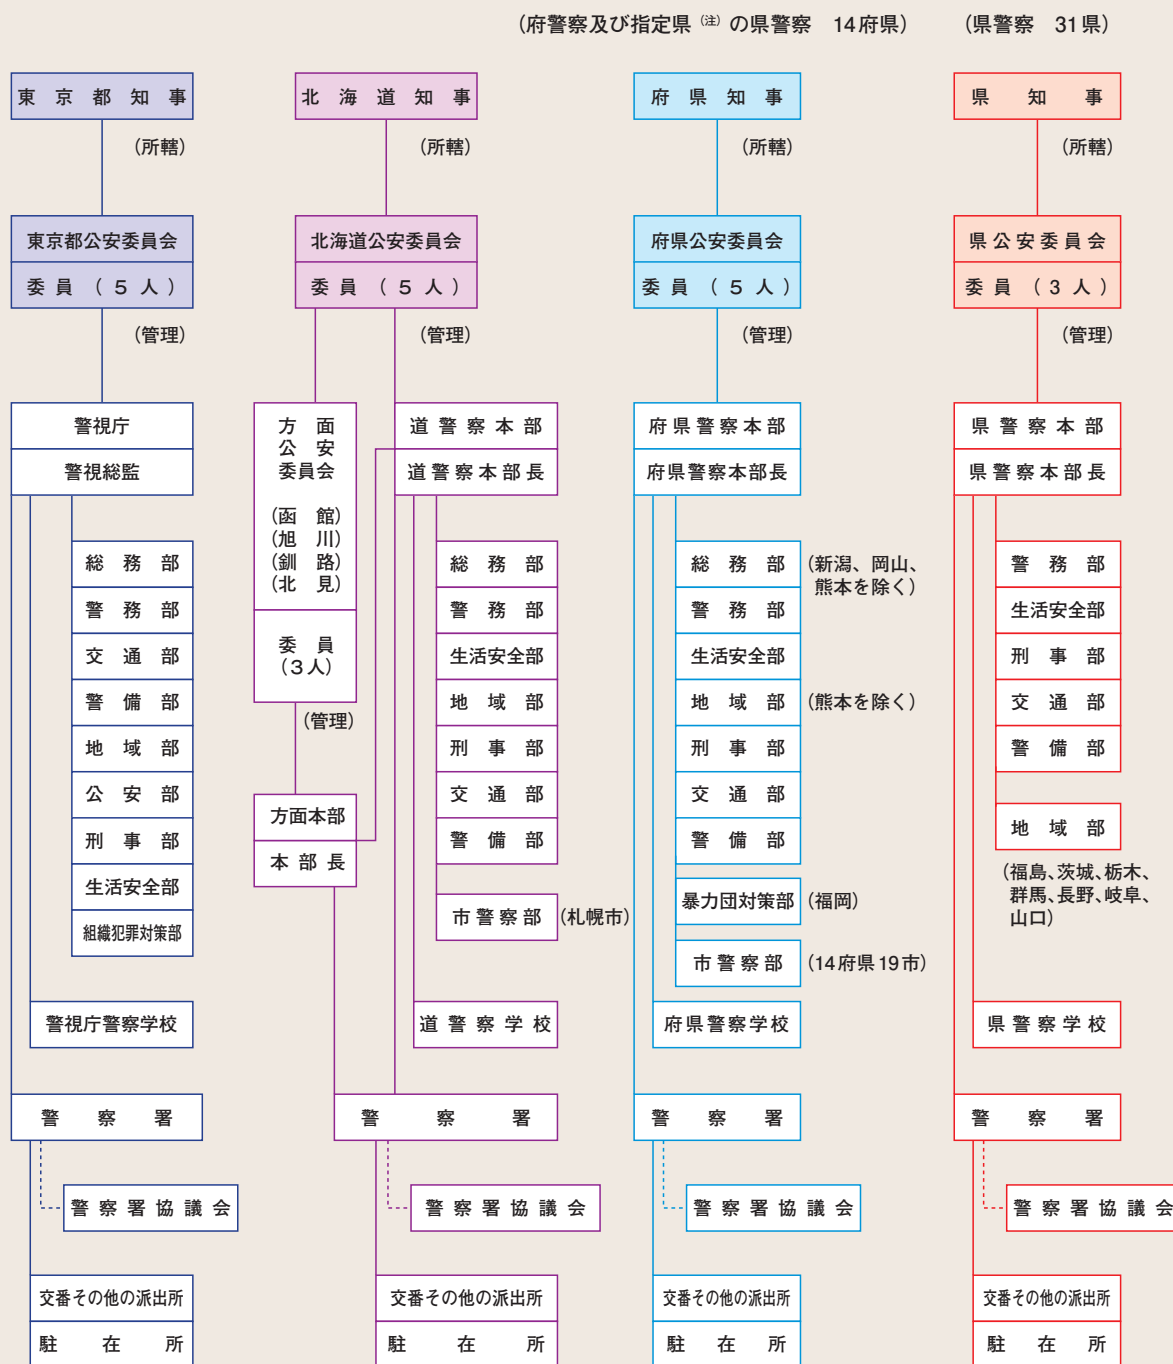 (府警察及び指定県(注)の県警察　14府県)
(県警察　31県)
東京都知事
(所轄)
東京都公安委員会
委員(5人)
(管理)
警視庁
警視総監
総務部
警務部
交通部
警備部
地域部
公安部
刑事部
生活安全部
組織犯罪対策部
警視庁警察学校
警察署
警察署協議会
交番その他の派出所
駐在所
北海道知事
(所轄)
北海道公安委員会
委員(5人)
(管理)
方面
公安
委員会
(函館)
(旭川)
(釧路)
(北見)
委員
(3人)
(管理)
方面本部
本部長
道警察本部
道警察本部長
総務部
警務部
生活安全部
地域部
刑事部
交通部
警備部
市警察部
(札幌市)
道警察学校
警察署
警察署協議会
交番その他の派出所
駐在所
府県知事
(所轄)
府県公安委員会
委員(5人)
(管理)
府県警察本部
府県警察本部長
総務部
(新潟、岡山、
熊本を除く)
警務部
生活安全部
地域部
(熊本を除く)
刑事部
交通部
警備部
暴力団対策部
(福岡)
市警察部
(14府県19市)
府県警察学校
警察署
警察署協議会
交番その他の派出所
駐在所
県知事
(所轄)
県公安委員会
委員(3人)
(管理)
県警察本部
県警察本部長
警務部
生活安全部
刑事部
交通部
警備部
地域部
(福島、茨城、栃木、
群馬、長野、岐阜、
山口)
県警察学校
警察署
警察署協議会
交番その他の派出所
駐在所